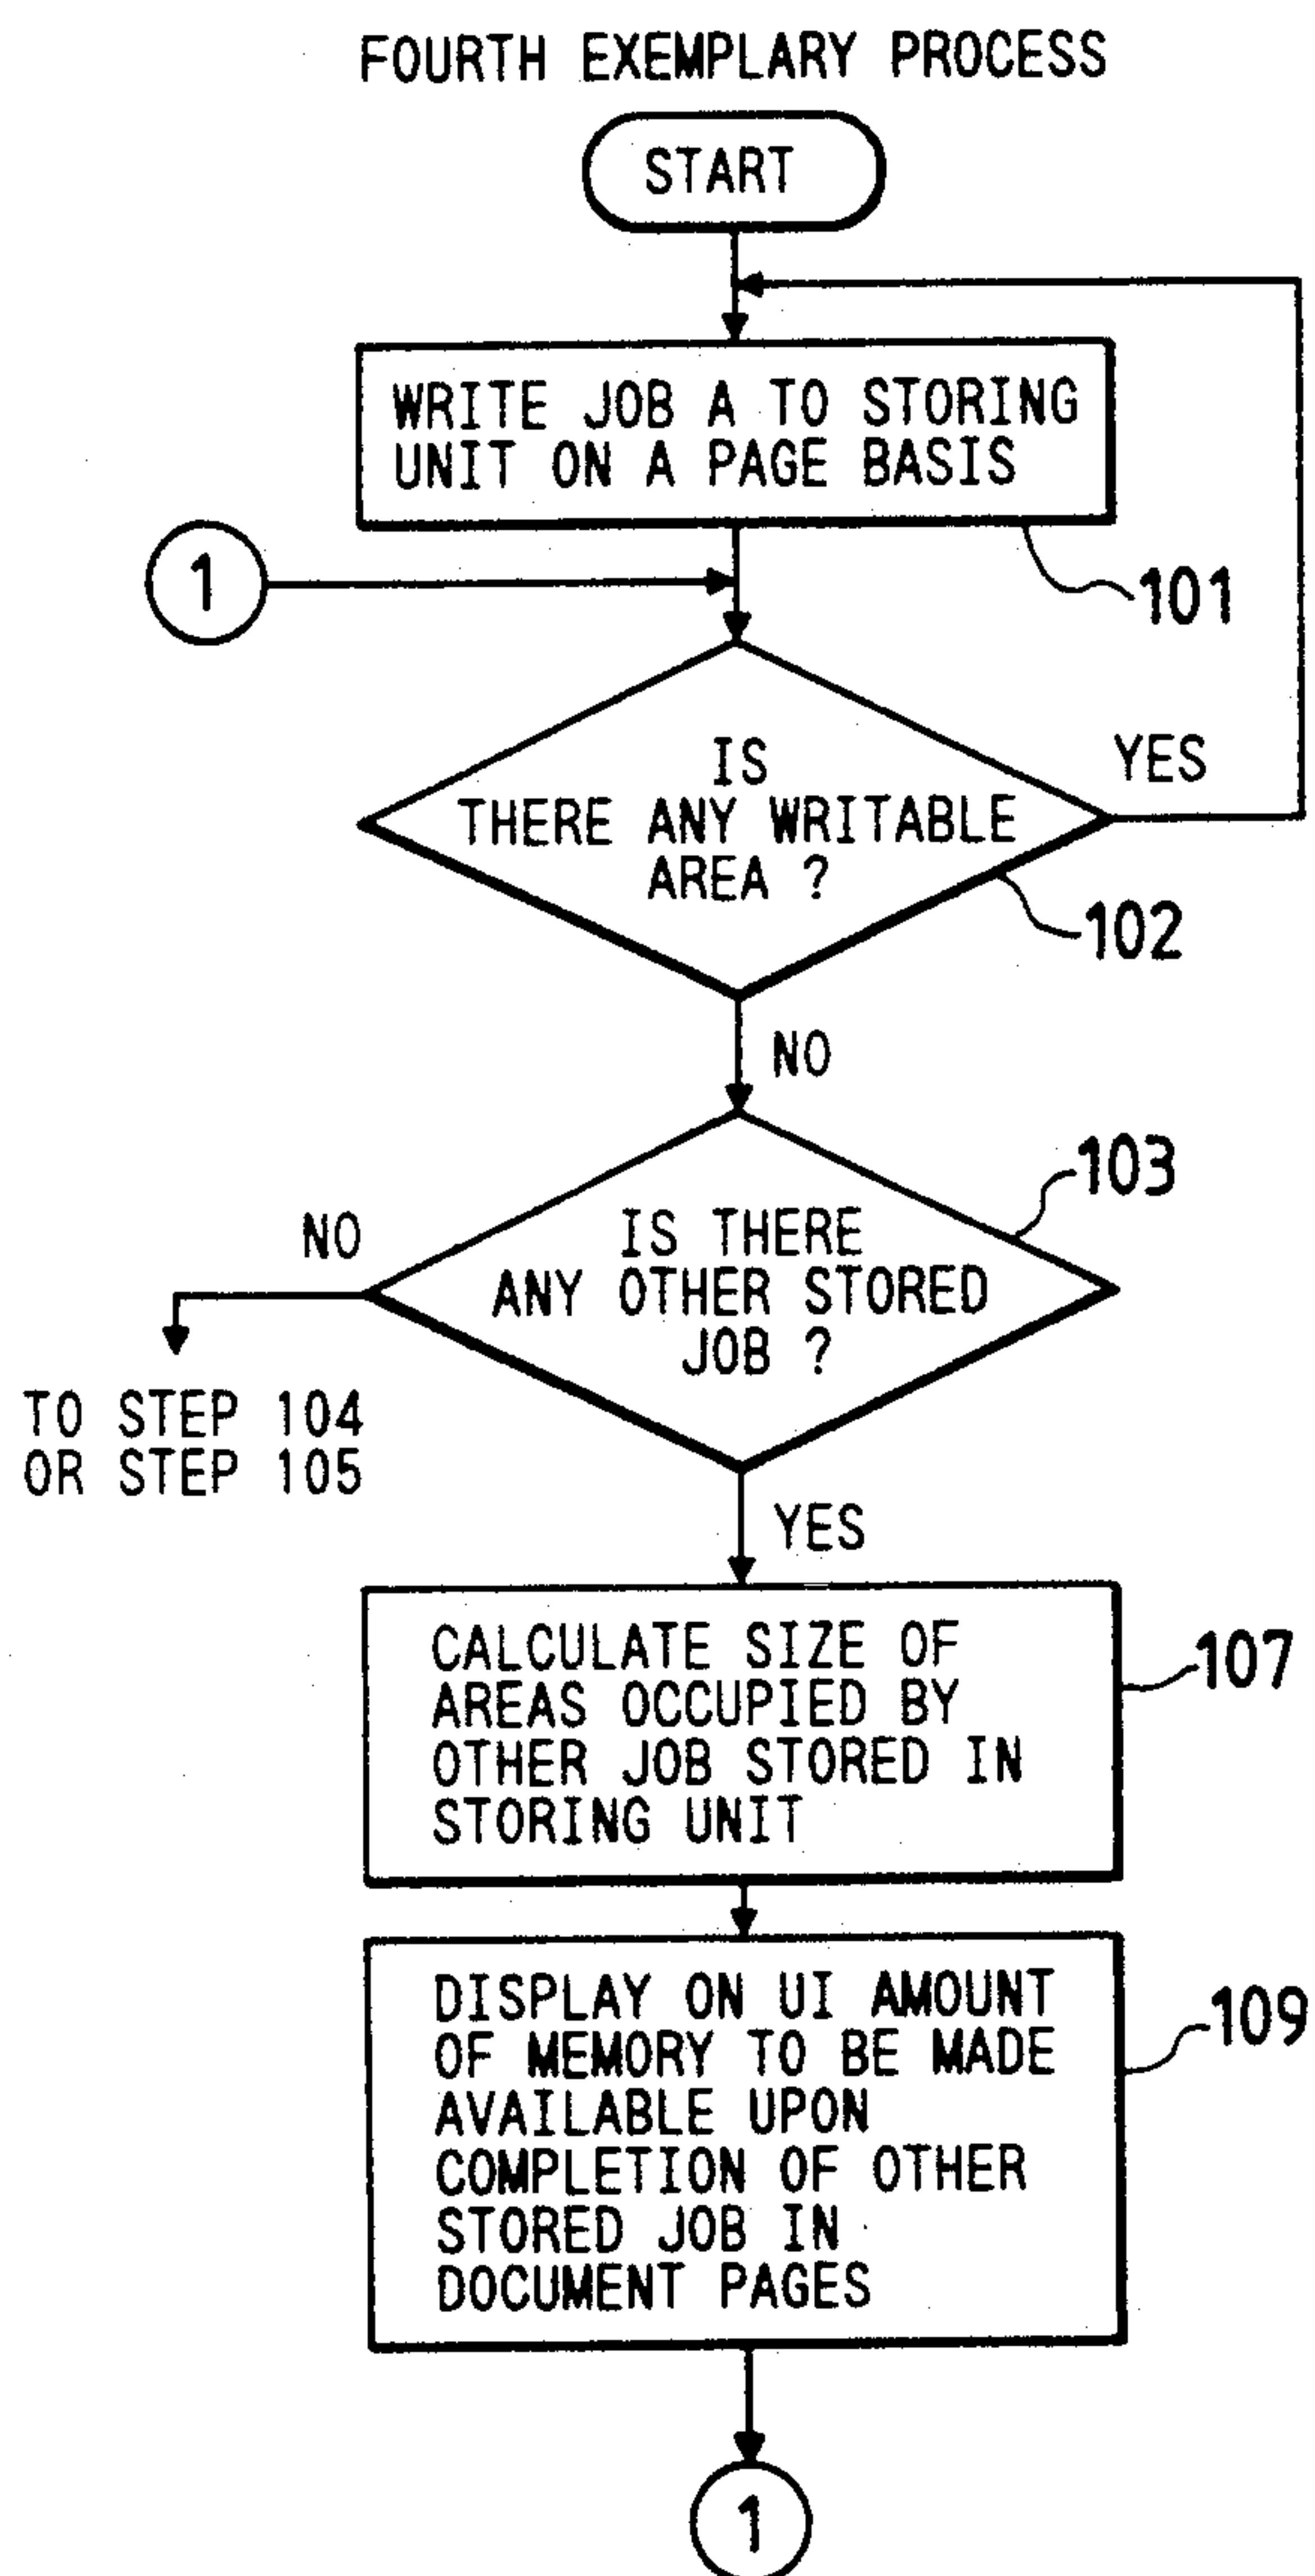 FOURTH EXEMPLARY PROCESS
START
WRITE JOB A TO STORING
UNIT ON A PAGE BASIS
1
101
IS
THERE ANY WRITABLE
AREA ?
YES
102
NO
103
NO
IS THERE
ANY OTHER STORED
JOB ?
TO STEP 104
OR STEP 105
YES
CALCULATE SIZE OF
AREAS OCCUPIED BY
OTHER JOB STORED IN
STORING UNIT
107
DISPLAY ON UI AMOUNT
OF MEMORY TO BE MADE
AVAILABLE UPON
COMPLETION OF OTHER
STORED JOB IN
DOCUMENT PAGES
109
1